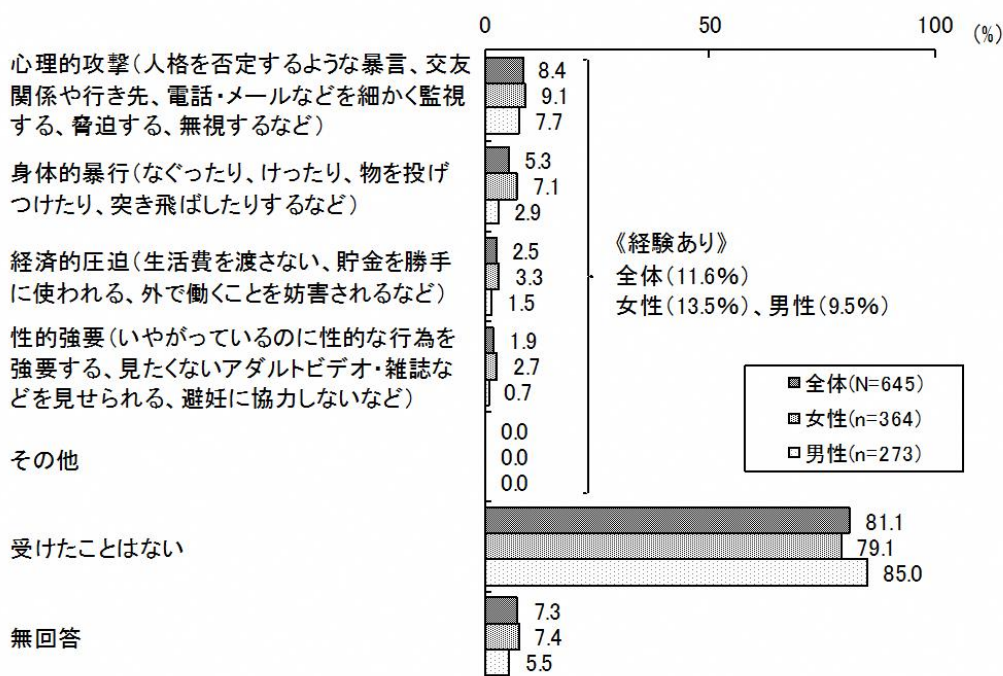 0
50
100
(%)
心理的攻撃(人格を否定するような暴言、交友
関係や行き先、電話・メールなどを細かく監視
する、脅迫する、無視するなど)
8.4
9.1
7.7
身体的暴行(なぐったり、けったり、物を投げ
つけたり、突き飛ばしたりするなど)
5.3
7.1
2.9
経済的圧迫(生活費を渡さない、貯金を勝手
に使われる、外で働くことを妨害されるなど)
2.5
3.3
1.5
性的強要(いやがっているのに性的な行為を
強要する、見たくないアダルトビデオ・雑誌な
どを見せられる、避妊に協力しないなど)
1.9
2.7
0.7
その他
0.0
0.0
0.0
受けたことはない
81.1
79.1
85.0
無回答
7.3
7.4
5.5
《経験あり》
全体(11.6%)
女性(13.5%)、男性(9.5%)
全体(N=645)
女性(n=364)
男性(n=273)